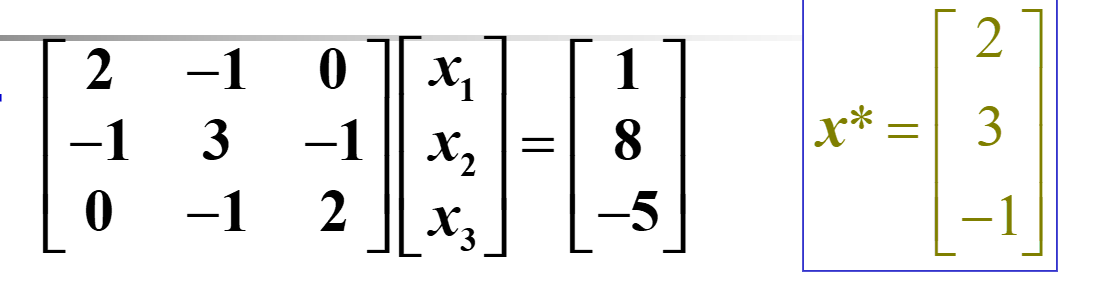 [2 −1 0; −1 3 −1; 0 −1 2] [x₁; x₂; x₃] = [1; 8; −5]
x* = [2; 3; −1]